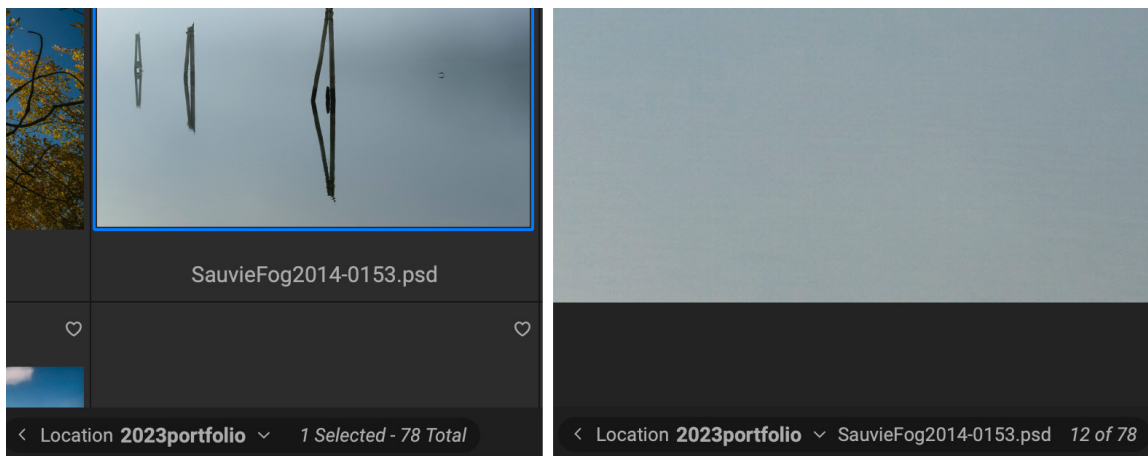 SauvieFog2014-0153.psd
Location 2023portfolio 1 Selected - 78 Total
Location 2023portfolio SauvieFog2014-0153.psd 12 of 78